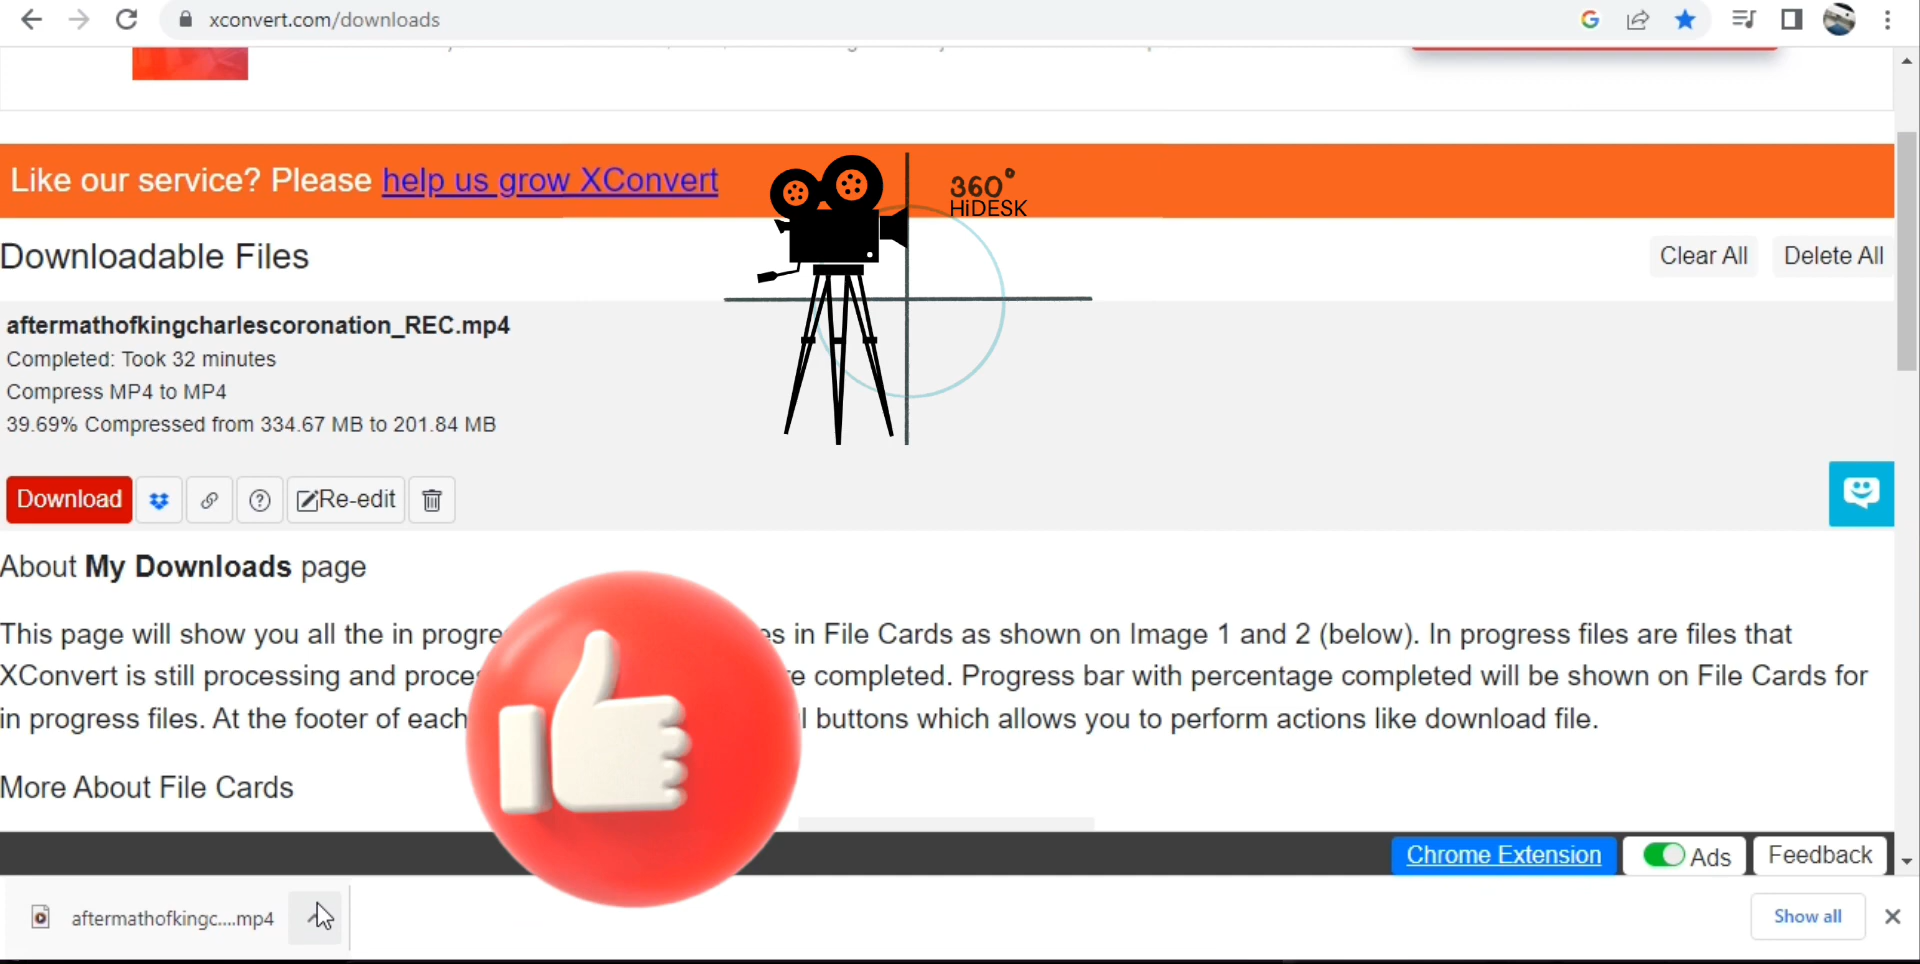 xconvert.com/downloads
Like our service? Please help us grow XConvert
360°
HiDESK
Downloadable Files
Clear All
Delete All
aftermathofkingcharlescoronation_REC.mp4
Completed: Took 32 minutes
Compress MP4 to MP4
39.69% Compressed from 334.67 MB to 201.84 MB
Download
Re-edit
About My Downloads page
This page will show you all the in progre es in File Cards as shown on Image 1 and 2 (below). In progress files are files that
XConvert is still processing and proce e completed. Progress bar with percentage completed will be shown on File Cards for
in progress files. At the footer of each l buttons which allows you to perform actions like download file.
More About File Cards
Chrome Extension
Ads
Feedback
aftermathofkingc....mp4
Show all